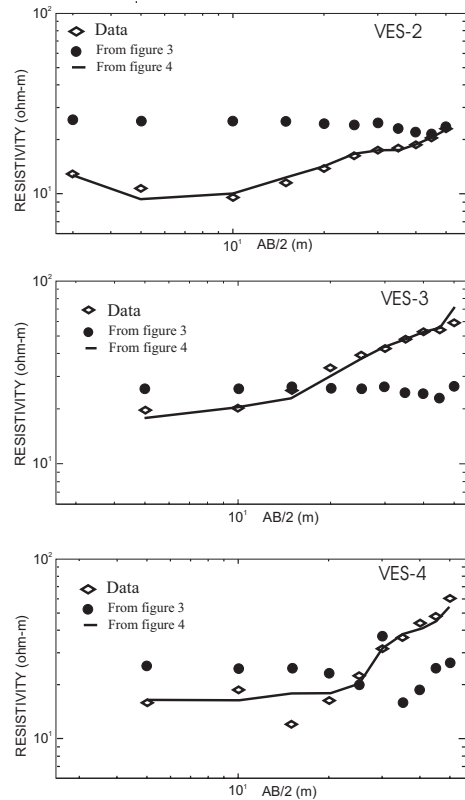 VES-2
Data
From figure 3
From figure 4
10²
10¹
RESISTIVITY (ohm-m)
10¹
AB/2 (m)
VES-3
Data
From figure 3
From figure 4
10²
10¹
RESISTIVITY (ohm-m)
10¹
AB/2 (m)
VES-4
Data
From figure 3
From figure 4
10²
10¹
RESISTIVITY (ohm-m)
10¹
AB/2 (m)